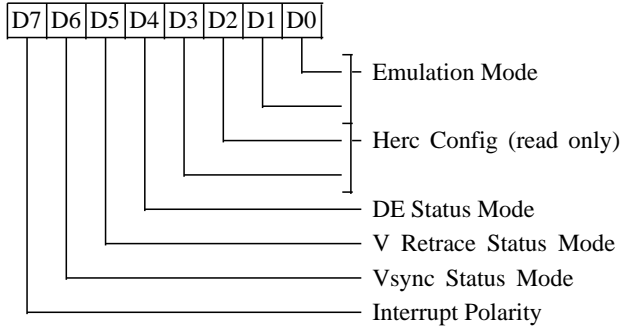 D7 D6 D5 D4 D3 D2 D1 D0
Emulation Mode
Herc Config (read only)
DE Status Mode
V Retrace Status Mode
Vsync Status Mode
Interrupt Polarity